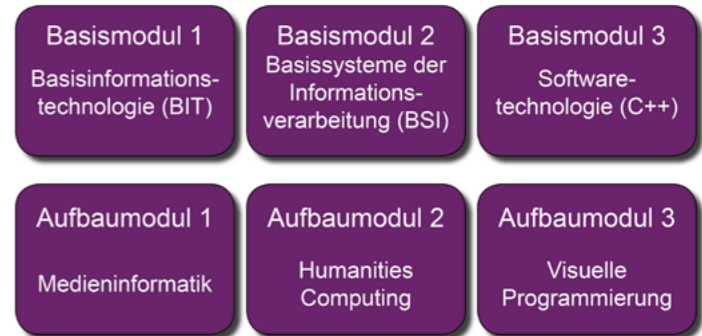 Basismodul 1
Basisinformations-
technologie (BIT)
Basismodul 2
Basissysteme der
Informations-
verarbeitung (BSI)
Basismodul 3
Software-
technologie (C++)
Aufbaumodul 1
Medieninformatik
Aufbaumodul 2
Humanities
Computing
Aufbaumodul 3
Visuelle
Programmierung